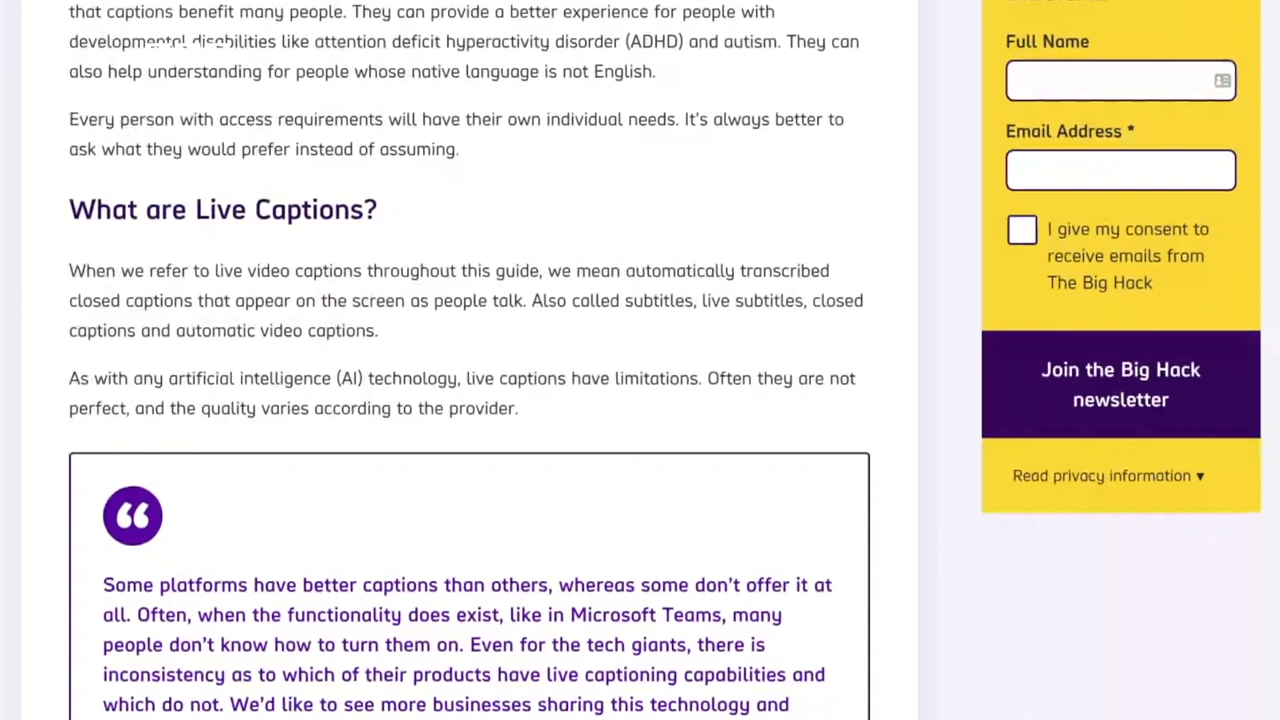 that captions benefit many people. They can provide a better experience for people with
developmental disabilities like attention deficit hyperactivity disorder (ADHD) and autism. They can
also help understanding for people whose native language is not English.
Every person with access requirements will have their own individual needs. It's always better to
ask what they would prefer instead of assuming.
What are Live Captions?
When we refer to live video captions throughout this guide, we mean automatically transcribed
closed captions that appear on the screen as people talk. Also called subtitles, live subtitles, closed
captions and automatic video captions.
As with any artificial intelligence (AI) technology, live captions have limitations. Often they are not
perfect, and the quality varies according to the provider.
“
Some platforms have better captions than others, whereas some don't offer it at
all. Often, when the functionality does exist, like in Microsoft Teams, many
people don't know how to turn them on. Even for the tech giants, there is
inconsistency as to which of their products have live captioning capabilities and
which do not. We'd like to see more businesses sharing this technology and
Full Name
Email Address *
I give my consent to
receive emails from
The Big Hack
Join the Big Hack
newsletter
Read privacy information ▼